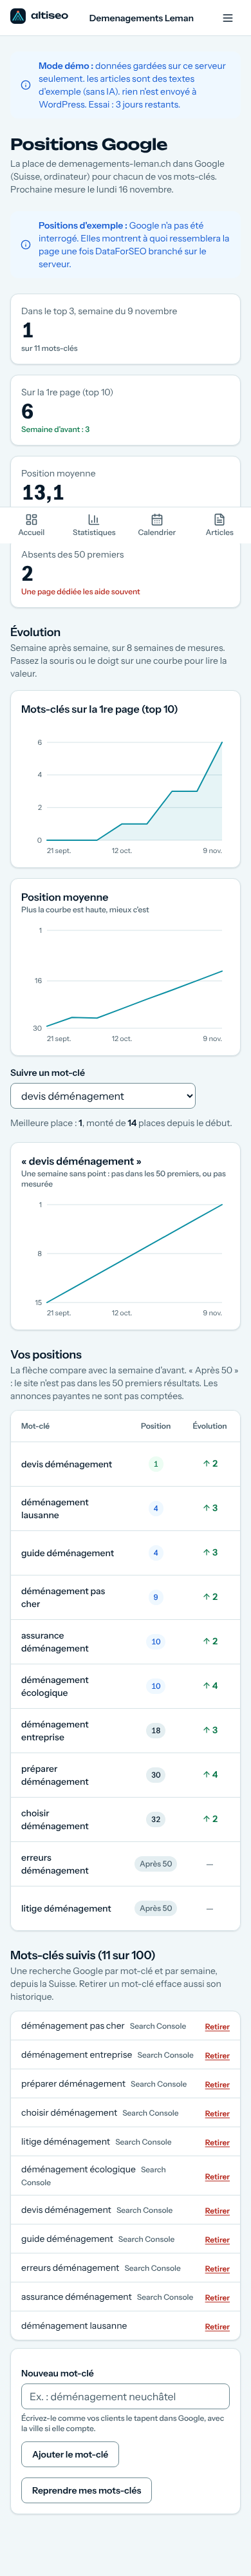 altiseo
Demenagements Leman
Mode démo : données gardées sur ce serveur
seulement. les articles sont des textes
d'exemple (sans IA). rien n'est envoyé à
WordPress. Essai : 3 jours restants.
Positions Google
La place de demenagements-leman.ch dans Google
(Suisse, ordinateur) pour chacun de vos mots-clés.
Prochaine mesure le lundi 16 novembre.
Positions d'exemple : Google n'a pas été
interrogé. Elles montrent à quoi ressemblera la
page une fois DataForSEO branché sur le
serveur.
Dans le top 3, semaine du 9 novembre
1
sur 11 mots-clés
Sur la 1re page (top 10)
6
Semaine d'avant : 3
Position moyenne
13,1
Accueil
Statistiques
Calendrier
Articles
Absents des 50 premiers
2
Une page dédiée les aide souvent
Évolution
Semaine après semaine, sur 8 semaines de mesures.
Passez la souris ou le doigt sur une courbe pour lire la
valeur.
Mots-clés sur la 1re page (top 10)
6
4
2
0
21 sept.
12 oct.
9 nov.
Position moyenne
Plus la courbe est haute, mieux c'est
1
16
30
21 sept.
12 oct.
9 nov.
Suivre un mot-clé
devis déménagement
Meilleure place : 1, monté de 14 places depuis le début.
« devis déménagement »
Une semaine sans point : pas dans les 50 premiers, ou pas
mesurée
1
8
15
21 sept.
12 oct.
9 nov.
Vos positions
La flèche compare avec la semaine d'avant. « Après 50 »
: le site n'est pas dans les 50 premiers résultats. Les
annonces payantes ne sont pas comptées.
Mot-clé
Position
Évolution
devis déménagement
1
↑ 2
déménagement
lausanne
4
↑ 3
guide déménagement
4
↑ 3
déménagement pas
cher
9
↑ 2
assurance
déménagement
10
↑ 2
déménagement
écologique
10
↑ 4
déménagement
entreprise
18
↑ 3
préparer
déménagement
30
↑ 4
choisir
déménagement
32
↑ 2
erreurs
déménagement
Après 50
—
litige déménagement
Après 50
—
Mots-clés suivis (11 sur 100)
Une recherche Google par mot-clé et par semaine,
depuis la Suisse. Retirer un mot-clé efface aussi son
historique.
déménagement pas cher Search Console
Retirer
déménagement entreprise Search Console
Retirer
préparer déménagement Search Console
Retirer
choisir déménagement Search Console
Retirer
litige déménagement Search Console
Retirer
déménagement écologique Search
Console
Retirer
devis déménagement Search Console
Retirer
guide déménagement Search Console
Retirer
erreurs déménagement Search Console
Retirer
assurance déménagement Search Console
Retirer
déménagement lausanne
Retirer
Nouveau mot-clé
Ex. : déménagement neuchâtel
Écrivez-le comme vos clients le tapent dans Google, avec
la ville si elle compte.
Ajouter le mot-clé
Reprendre mes mots-clés